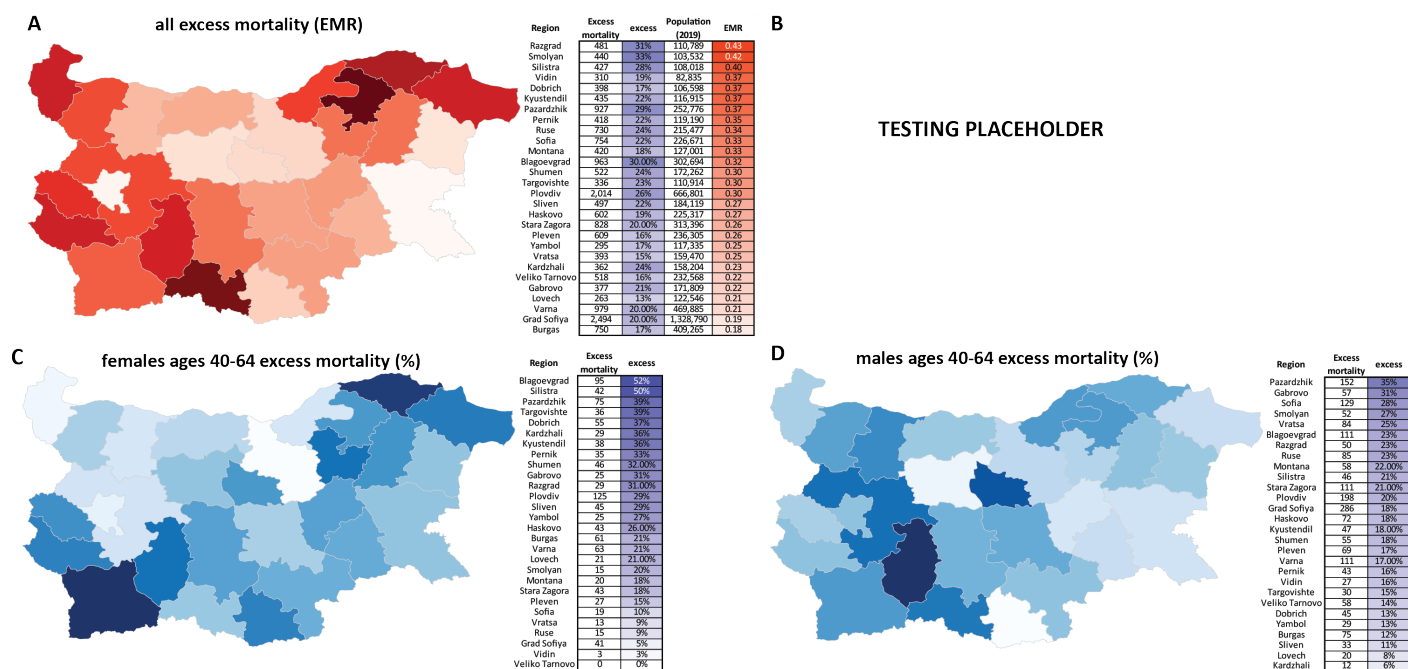 A
all excess mortality (EMR)
Region Excess mortality excess Population (2019) EMR
Razgrad 481 31% 110,789 0.43
Smolyan 440 33% 103,532 0.42
Silistra 427 28% 108,018 0.40
Vidin 310 19% 82,835 0.37
Dobrich 398 17% 106,598 0.37
Kyustendil 435 22% 116,915 0.37
Pazardzhik 927 29% 252,776 0.37
Pernik 418 22% 119,190 0.35
Ruse 730 24% 215,477 0.34
Sofia 754 22% 226,671 0.33
Montana 420 18% 127,001 0.33
Blagoevgrad 963 30.00% 302,694 0.32
Shumen 522 24% 172,262 0.30
Targovishte 336 23% 110,914 0.30
Plovdiv 2,014 26% 666,801 0.30
Sliven 497 22% 184,119 0.27
Haskovo 602 19% 225,317 0.27
Stara Zagora 828 20.00% 313,396 0.26
Pleven 609 16% 236,305 0.26
Yambol 295 17% 117,335 0.25
Vratsa 393 15% 159,470 0.25
Kardzhali 362 24% 158,204 0.23
Veliko Tarnovo 518 16% 232,568 0.22
Gabrovo 377 21% 171,809 0.22
Lovech 263 13% 122,546 0.21
Varna 979 20.00% 469,885 0.21
Grad Sofiya 2,494 20.00% 1,328,790 0.19
Burgas 750 17% 409,265 0.18
B
TESTING PLACEHOLDER
C
females ages 40-64 excess mortality (%)
Region Excess mortality excess
Blagoevgrad 95 52%
Silistra 42 50%
Pazardzhik 75 39%
Targovishte 36 39%
Dobrich 55 37%
Kardzhali 29 36%
Kyustendil 38 36%
Pernik 35 33%
Shumen 46 32.00%
Gabrovo 25 31%
Razgrad 29 31.00%
Plovdiv 125 29%
Sliven 45 29%
Yambol 25 27%
Haskovo 43 26.00%
Burgas 61 21%
Varna 63 21%
Lovech 21 21.00%
Smolyan 15 20%
Montana 20 18%
Stara Zagora 43 18%
Pleven 27 15%
Sofia 19 10%
Vratsa 13 9%
Ruse 15 9%
Grad Sofiya 41 5%
Vidin 3 3%
Veliko Tarnovo 0 0%
D
males ages 40-64 excess mortality (%)
Region Excess mortality excess
Pazardzhik 152 35%
Gabrovo 57 31%
Sofia 129 28%
Smolyan 52 27%
Vratsa 84 25%
Blagoevgrad 111 23%
Razgrad 50 23%
Ruse 85 23%
Montana 58 22.00%
Silistra 46 21%
Stara Zagora 111 21.00%
Plovdiv 198 20%
Grad Sofiya 286 18%
Haskovo 72 18%
Kyustendil 47 18.00%
Shumen 55 18%
Pleven 69 17%
Varna 111 17.00%
Pernik 43 16%
Vidin 27 16%
Targovishte 30 15%
Veliko Tarnovo 58 14%
Dobrich 45 13%
Yambol 29 13%
Burgas 75 12%
Sliven 33 11%
Lovech 20 8%
Kardzhali 12 6%